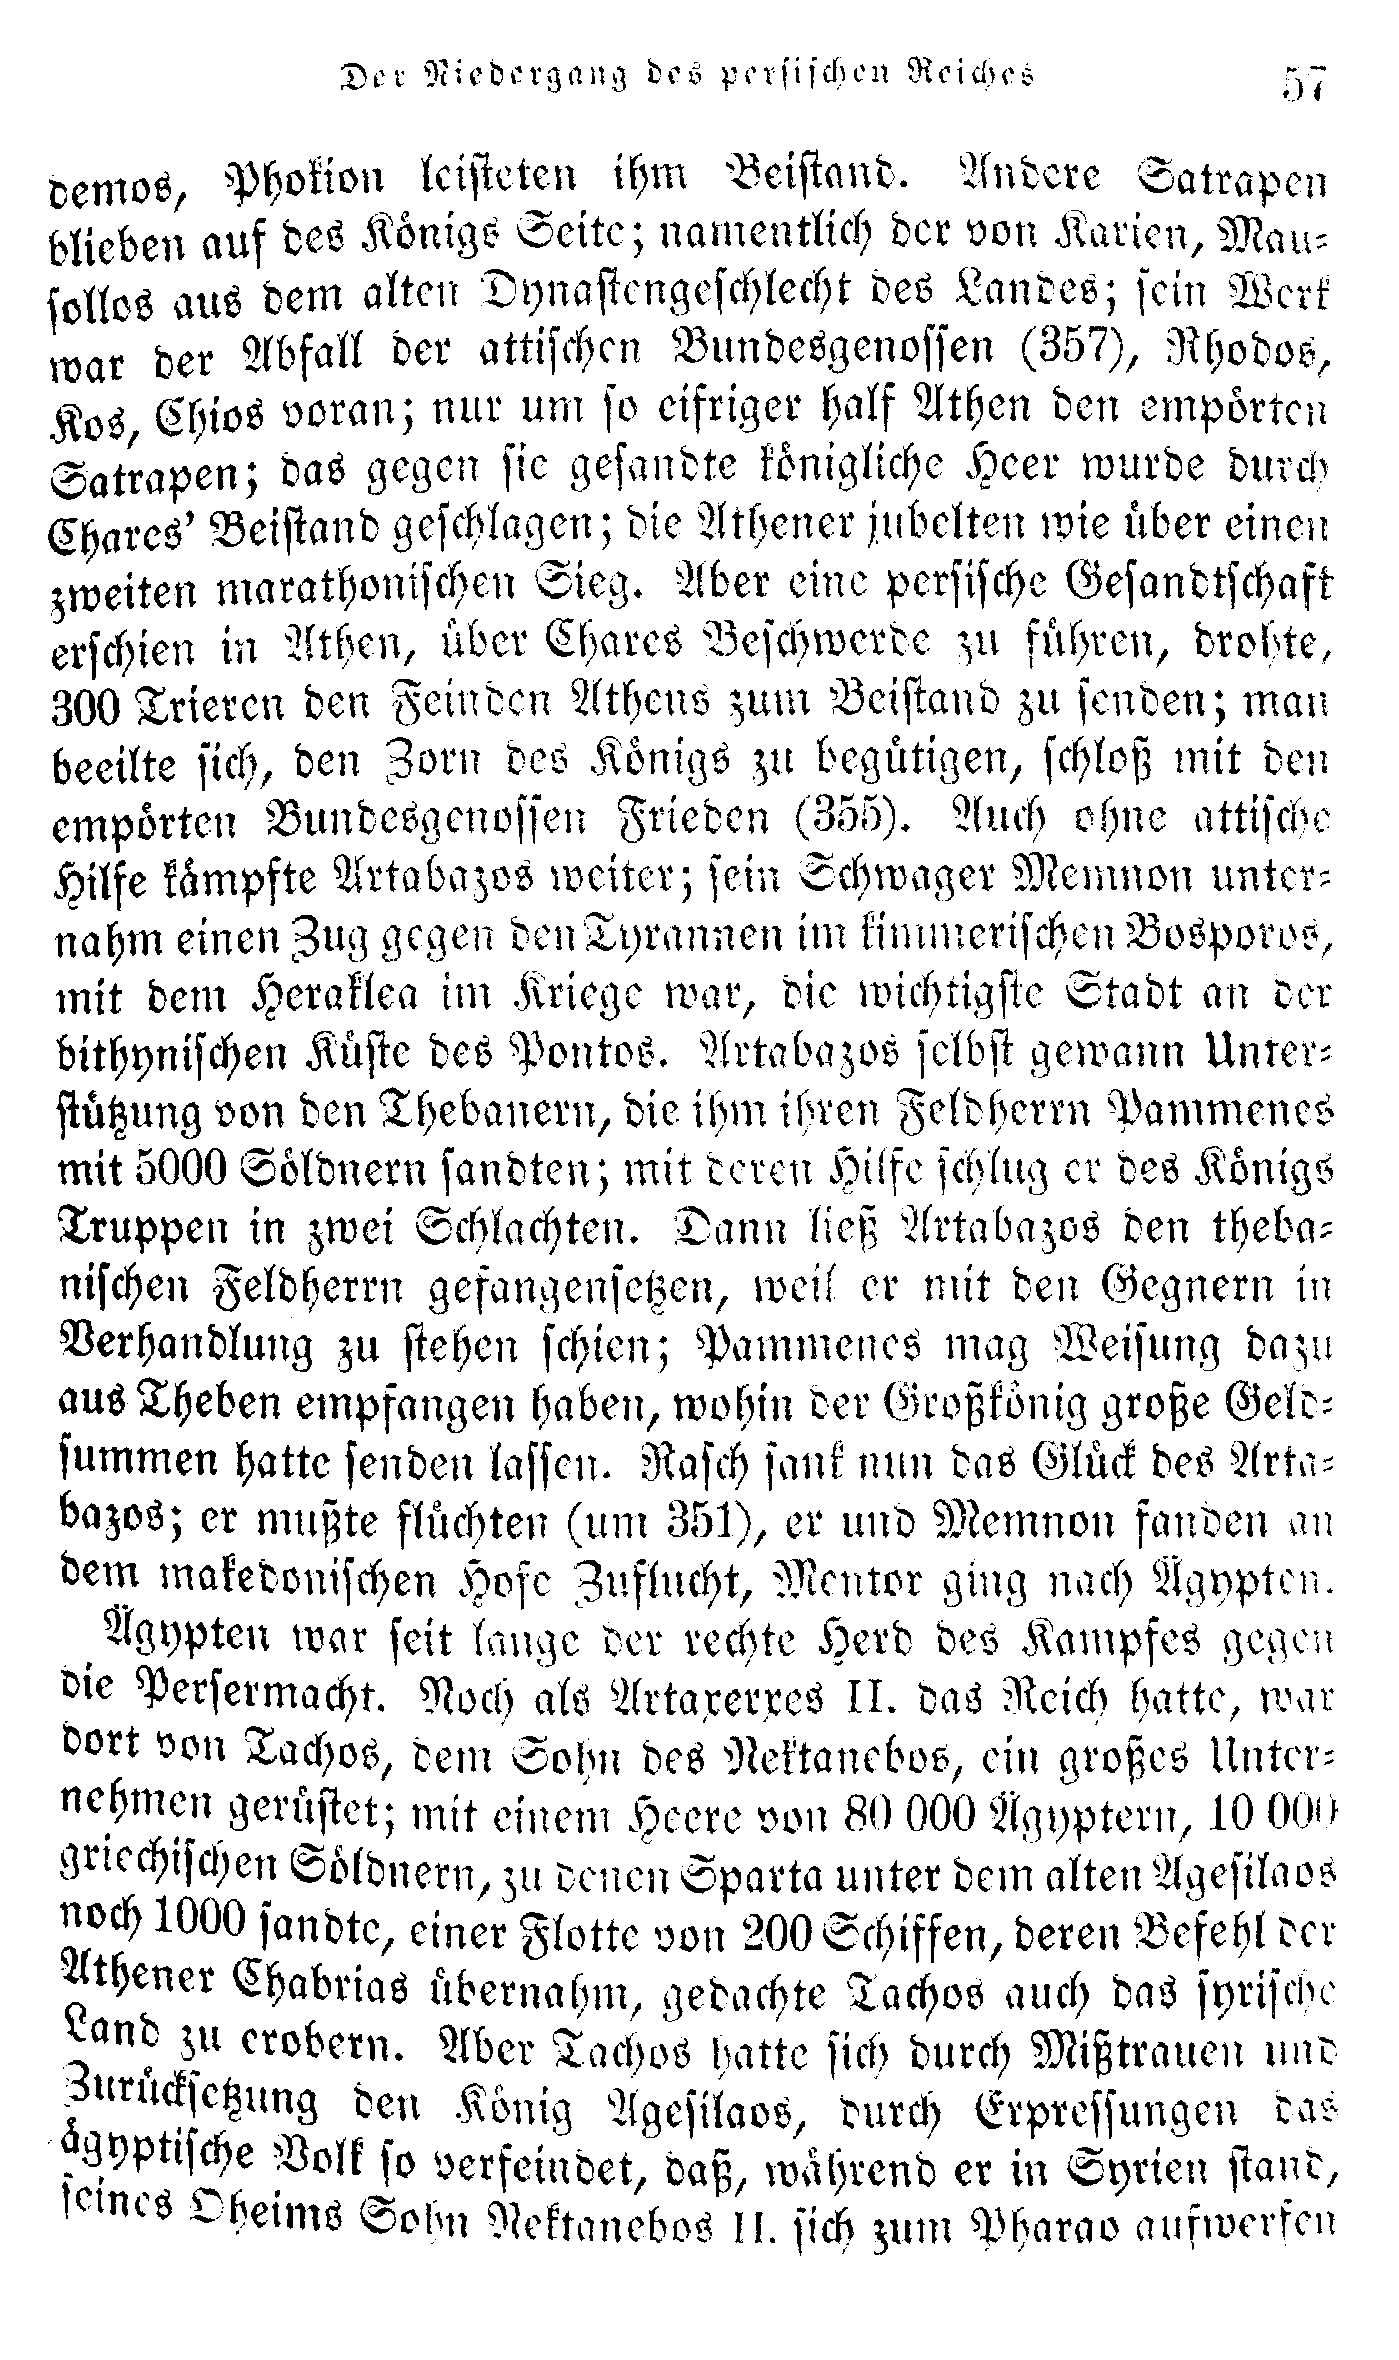 Der Niedergang des persischen Reiches 57
demos, Phokion leisteten ihm Beistand. Andere Satrapen
blieben auf des Königs Seite; namentlich der von Karien, Mau-
sollos aus dem alten Dynastengeschlecht des Landes; sein Werk
war der Abfall der attischen Bundesgenossen (357), Rhodos,
Kos, Chios voran; nur um so eifriger half Athen den empörten
Satrapen; das gegen sie gesandte königliche Heer wurde durch
Chares’ Beistand geschlagen; die Athener jubelten wie über einen
zweiten marathonischen Sieg. Aber eine persische Gesandtschaft
erschien in Athen, über Chares Beschwerde zu führen, drohte,
300 Trieren den Feinden Athens zum Beistand zu senden; man
beeilte sich, den Zorn des Königs zu begütigen, schloß mit den
empörten Bundesgenossen Frieden (355). Auch ohne attische
Hilfe kämpfte Artabazos weiter; sein Schwager Memnon unter-
nahm einen Zug gegen den Tyrannen im kimmerischen Bosporos,
mit dem Heraklea im Kriege war, die wichtigste Stadt an der
bithynischen Küste des Pontos. Artabazos selbst gewann Unter-
stützung von den Thebanern, die ihm ihren Feldherrn Pammenes
mit 5000 Söldnern sandten; mit deren Hilfe schlug er des Königs
Truppen in zwei Schlachten. Dann ließ Artabazos den theba-
nischen Feldherrn gefangensetzen, weil er mit den Gegnern in
Verhandlung zu stehen schien; Pammenes mag Weisung dazu
aus Theben empfangen haben, wohin der Großkönig große Geld-
summen hatte senden lassen. Rasch sank nun das Glück des Arta-
bazos; er mußte flüchten (um 351), er und Memnon fanden an
dem makedonischen Hofe Zuflucht, Mentor ging nach Ägypten.
Ägypten war seit lange der rechte Herd des Kampfes gegen
die Persermacht. Noch als Artaxerxes II. das Reich hatte, war
dort von Tachos, dem Sohn des Nektanebos, ein großes Unter-
nehmen gerüstet; mit einem Heere von 80 000 Ägyptern, 10 000
griechischen Söldnern, zu denen Sparta unter dem alten Agesilaos
noch 1000 sandte, einer Flotte von 200 Schiffen, deren Befehl der
Athener Chabrias übernahm, gedachte Tachos auch das syrische
Land zu erobern. Aber Tachos hatte sich durch Mißtrauen und
Zurücksetzung den König Agesilaos, durch Erpressungen das
ägyptische Volk so verfeindet, daß, während er in Syrien stand,
seines Oheims Sohn Nektanebos II. sich zum Pharao aufwerfen